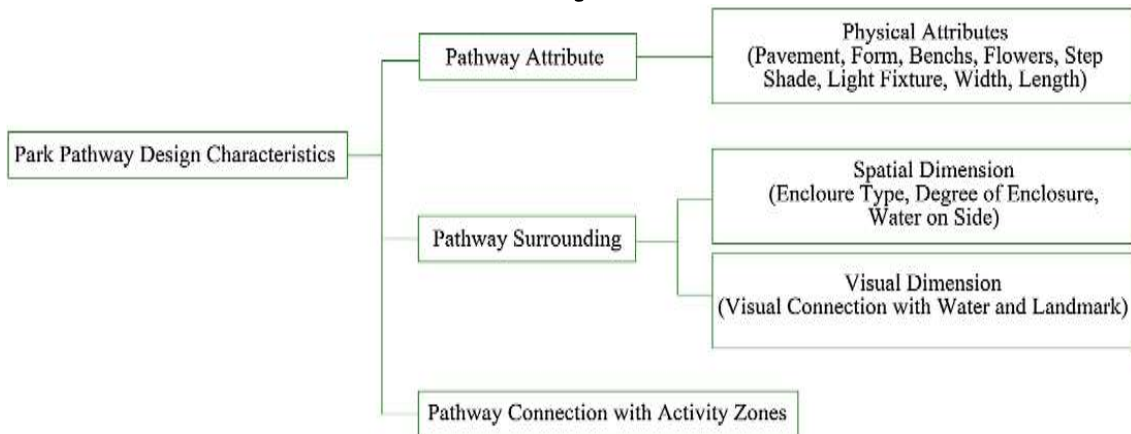 Park Pathway Design Characteristics
Pathway Attribute
Physical Attributes
(Pavement, Form, Benchs, Flowers, Step
Shade, Light Fixture, Width, Length)
Pathway Surrounding
Spatial Dimension
(Encloure Type, Degree of Enclosure,
Water on Side)
Visual Dimension
(Visual Connection with Water and Landmark)
Pathway Connection with Activity Zones